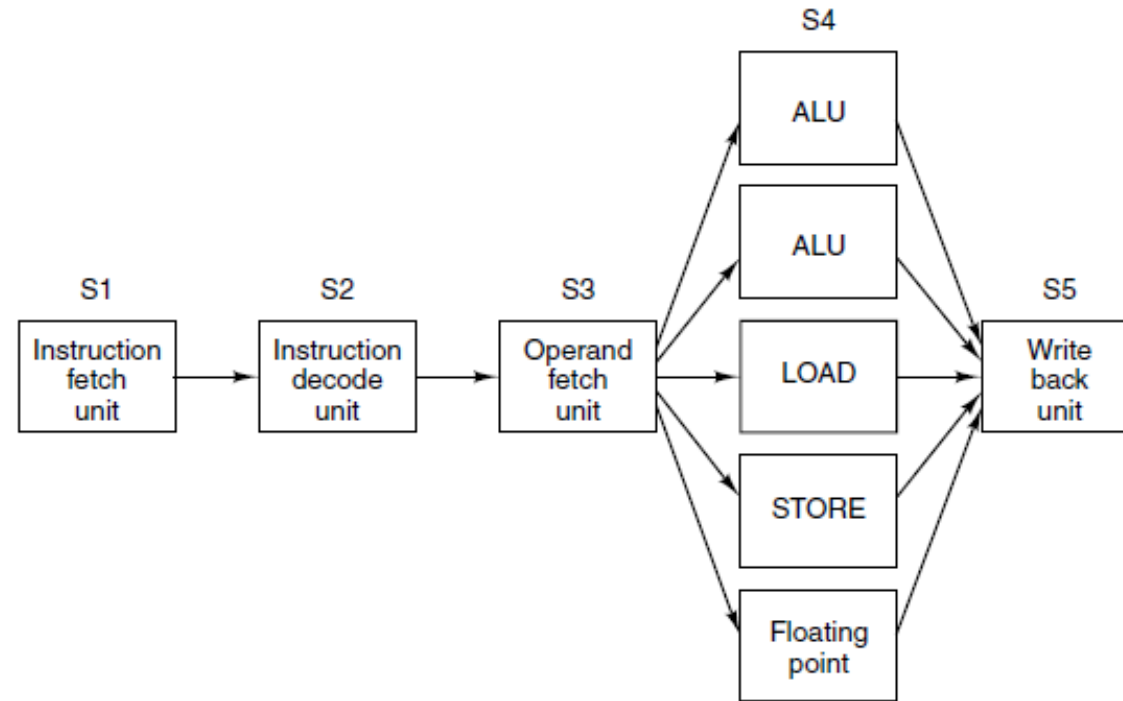 S4
ALU
ALU
S1
Instruction
fetch
unit
S2
Instruction
decode
unit
S3
Operand
fetch
unit
LOAD
S5
Write
back
unit
STORE
Floating
point